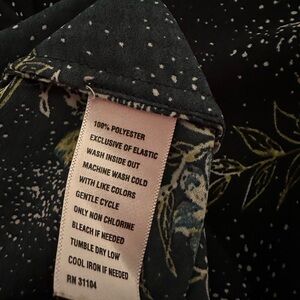 100% POLYESTER
EXCLUSIVE OF ELASTIC
WASH INSIDE OUT
MACHINE WASH COLD
WITH LIKE COLORS
GENTLE CYCLE
ONLY NON CHLORINE
BLEACH IF NEEDED
TUMBLE DRY LOW
COOL IRON IF NEEDED
RN 31104